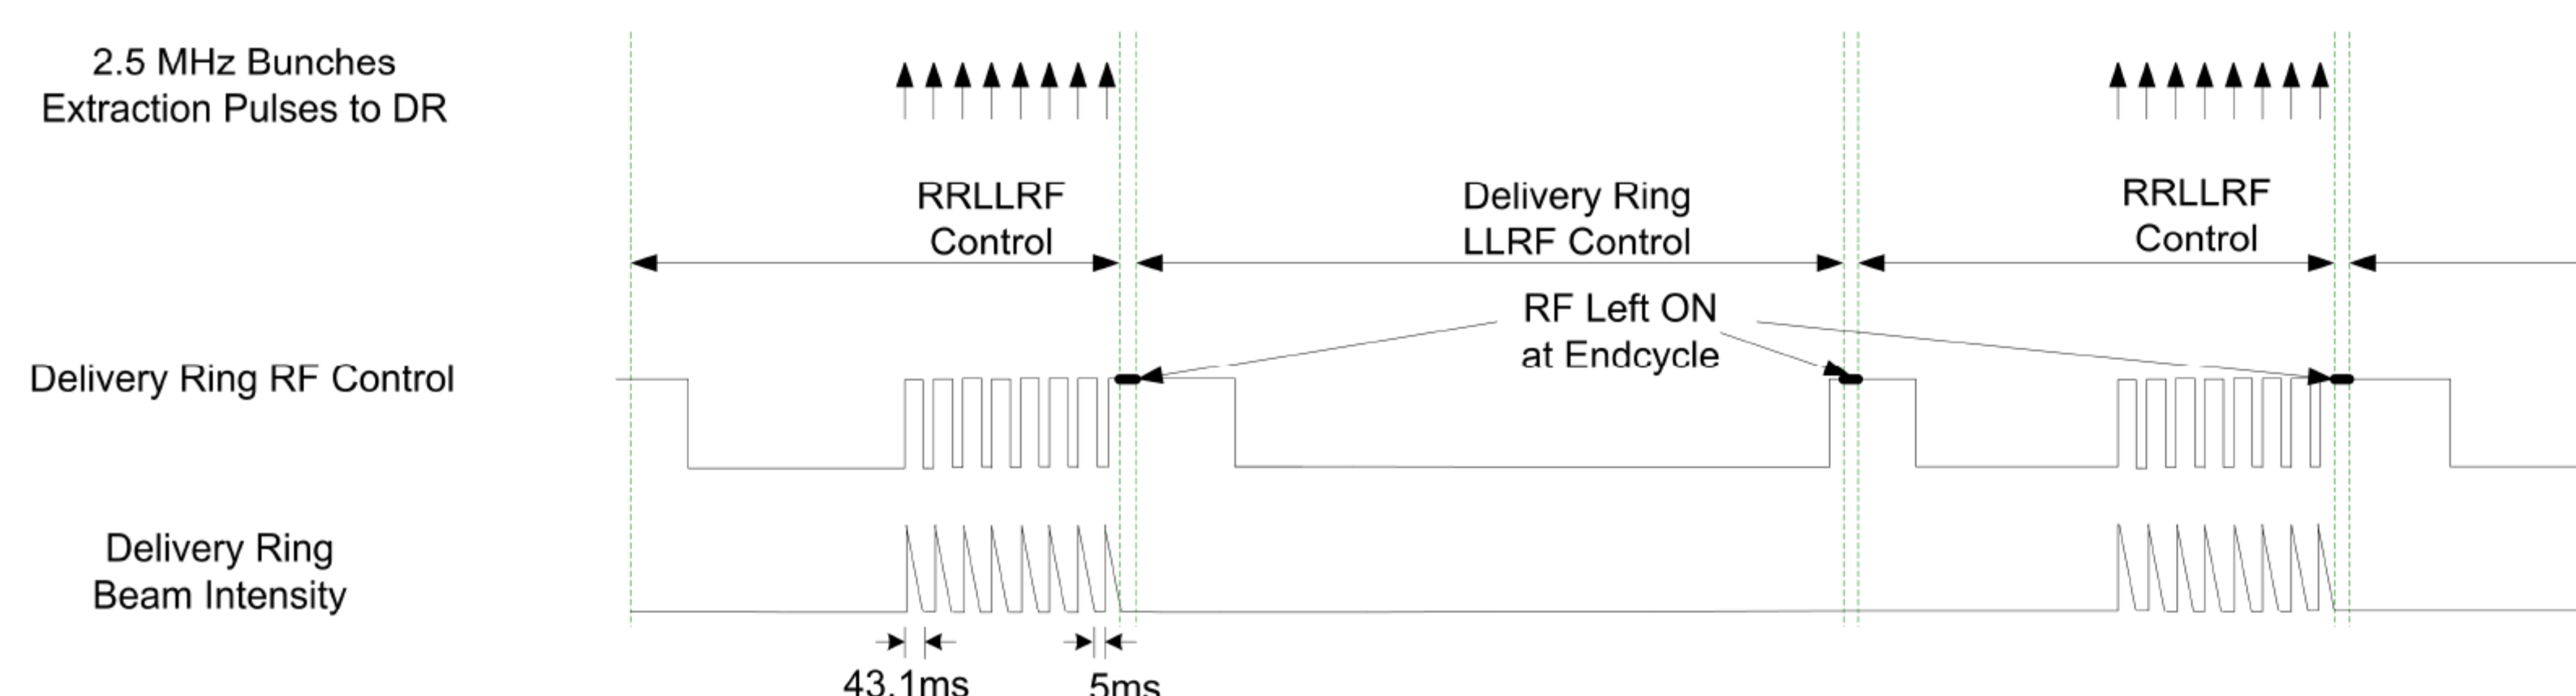 2.5 MHz Bunches
Extraction Pulses to DR
RRLLRF
Control
Delivery Ring
LLRF Control
RRLLRF
Control
RF Left ON
at Endcycle
Delivery Ring RF Control
Delivery Ring
Beam Intensity
43.1ms
5ms